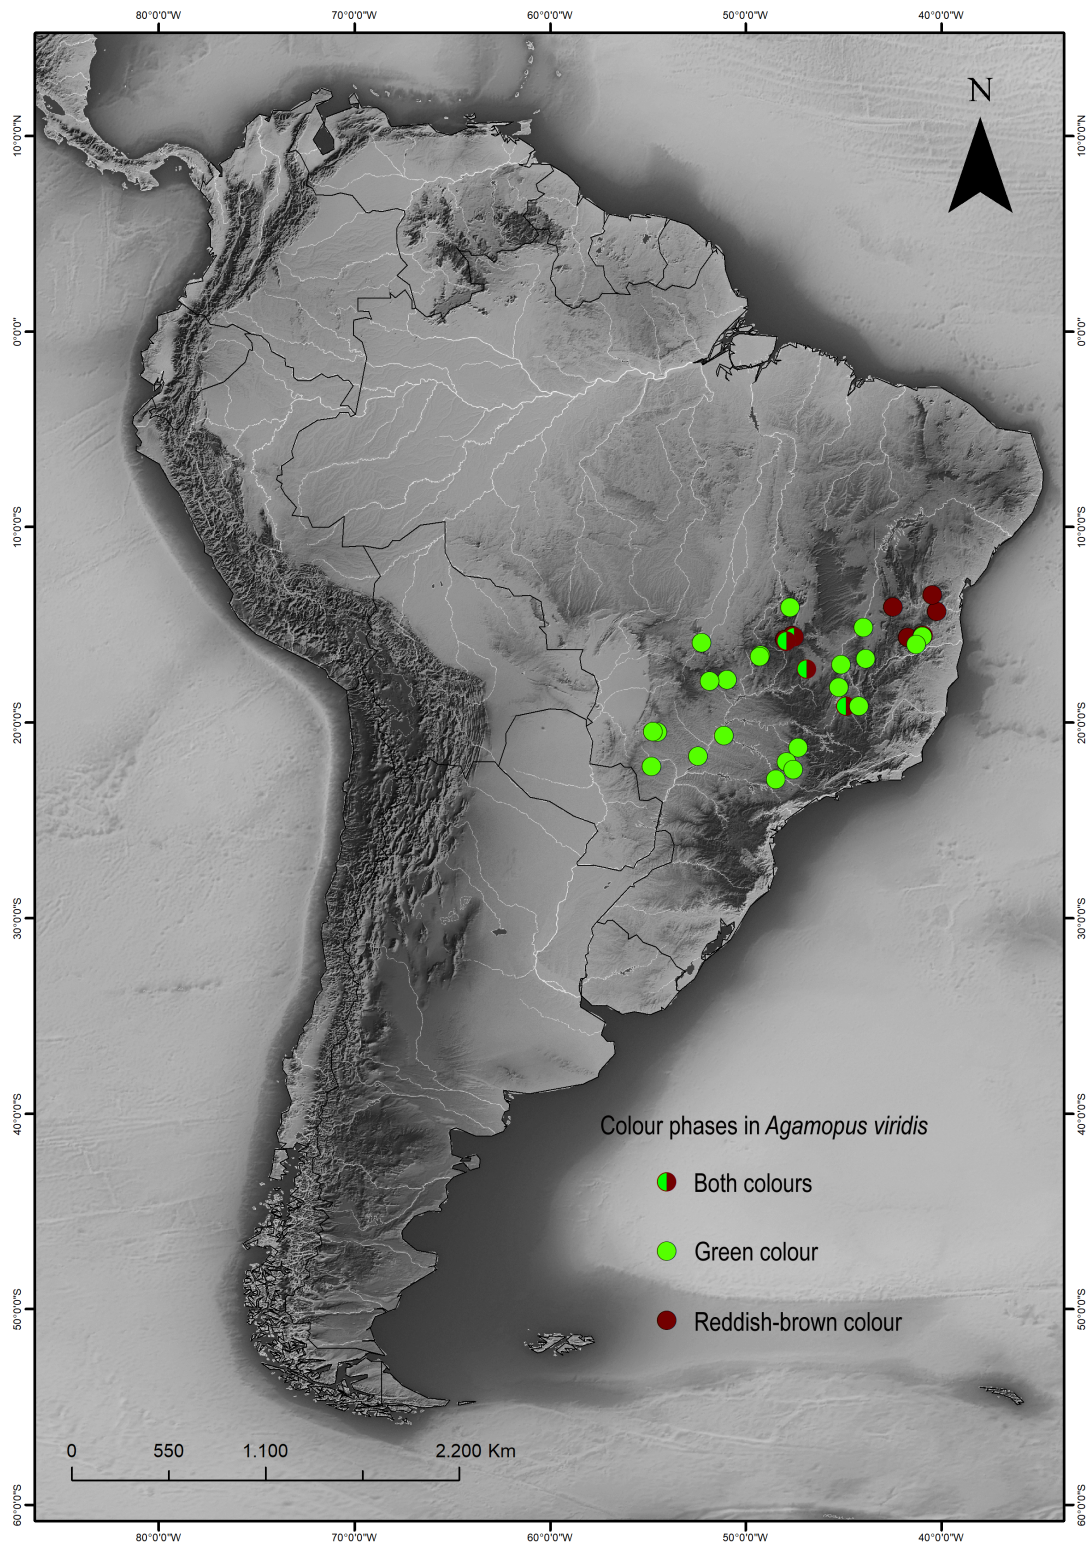 80°0'0"W 70°0'0"W 60°0'0"W 50°0'0"W 40°0'0"W
N
10°0'0"N 10°0'0"N
0°0'0" 0°0'0"
10°0'0"S 10°0'0"S
20°0'0"S 20°0'0"S
30°0'0"S 30°0'0"S
40°0'0"S 40°0'0"S
Colour phases in Agamopus viridis
Both colours
Green colour
50°0'0"S 50°0'0"S
Reddish-brown colour
0 550 1.100 2.200 Km
60°0'0"S 60°0'0"S
80°0'0"W 70°0'0"W 60°0'0"W 50°0'0"W 40°0'0"W